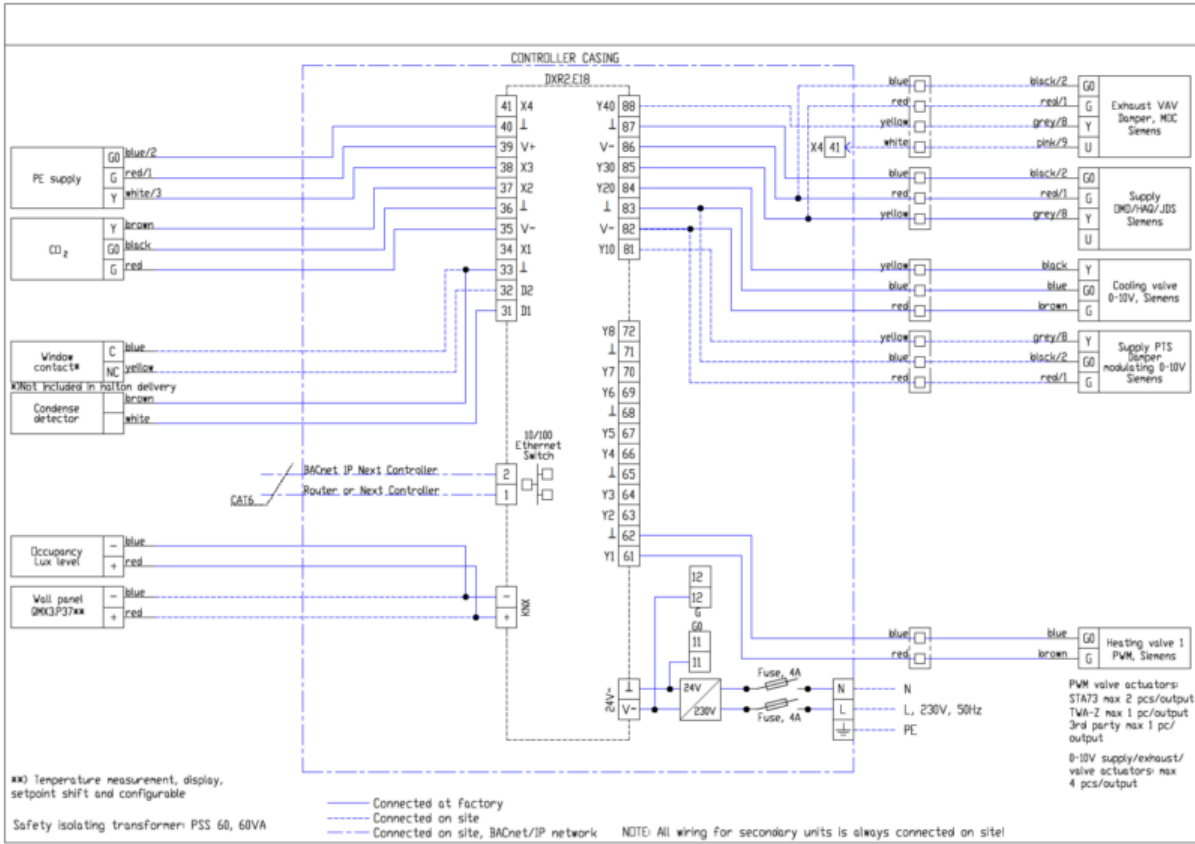 CONTROLLER CASING
DXR2.E18
41 X4
40 ⊥
39 V+
38 X3
37 X2
36 ⊥
35 V~
34 X1
33 ⊥
32 D2
31 D1
Y40 88
⊥ 87
V~ 86
Y30 85
Y20 84
⊥ 83
V~ 82
Y10 81
Y8 72
⊥ 71
Y7 70
Y6 69
⊥ 68
Y5 67
Y4 66
⊥ 65
Y3 64
Y2 63
⊥ 62
Y1 61
PE supply
G0 blue/2
G red/1
Y white/3
CO2
Y brown
G0 black
G red
Window
contact*
C blue
NC yellow
*)Not included in halton delivery
Condense
detector
brown
white
10/100
Ethernet
Switch
2
1
BACnet IP Next Controller
Router or Next Controller
CAT6
Occupancy
Lux level
- blue
+ red
Wall panel
QMX3.P37**
- blue
+ red
-
+
KNX
X4 41
blue black/2 G0
red red/1 G
yellow grey/8 Y
white pink/9 U
Exhaust VAV
Damper, MOC
Siemens
blue black/2 G0
red red/1 G
yellow grey/8 Y
U
Supply
OMD/HAQ/JDS
Siemens
yellow black Y
blue blue G0
red brown G
Cooling valve
0-10V, Siemens
yellow grey/8 Y
blue black/2 G0
red red/1 G
Supply PTS
Damper
modulating 0-10V
Siemens
12
12
G
G0
11
11
blue blue G0
red brown G
Heating valve 1
PWM, Siemens
24V~
⊥
V~
24V
230V
Fuse, 4A
Fuse, 4A
N N
L L, 230V, 50Hz
PE
PWM valve actuators:
STA73 max 2 pcs/output
TWA-Z max 1 pc/output
3rd party max 1 pc/
output
0-10V supply/exhaust/
valve actuators: max
4 pcs/output
**) Temperature measurement, display,
setpoint shift and configurable
Safety isolating transformer: PSS 60, 60VA
Connected at factory
Connected on site
Connected on site, BACnet/IP network
NOTE: All wiring for secondary units is always connected on site!